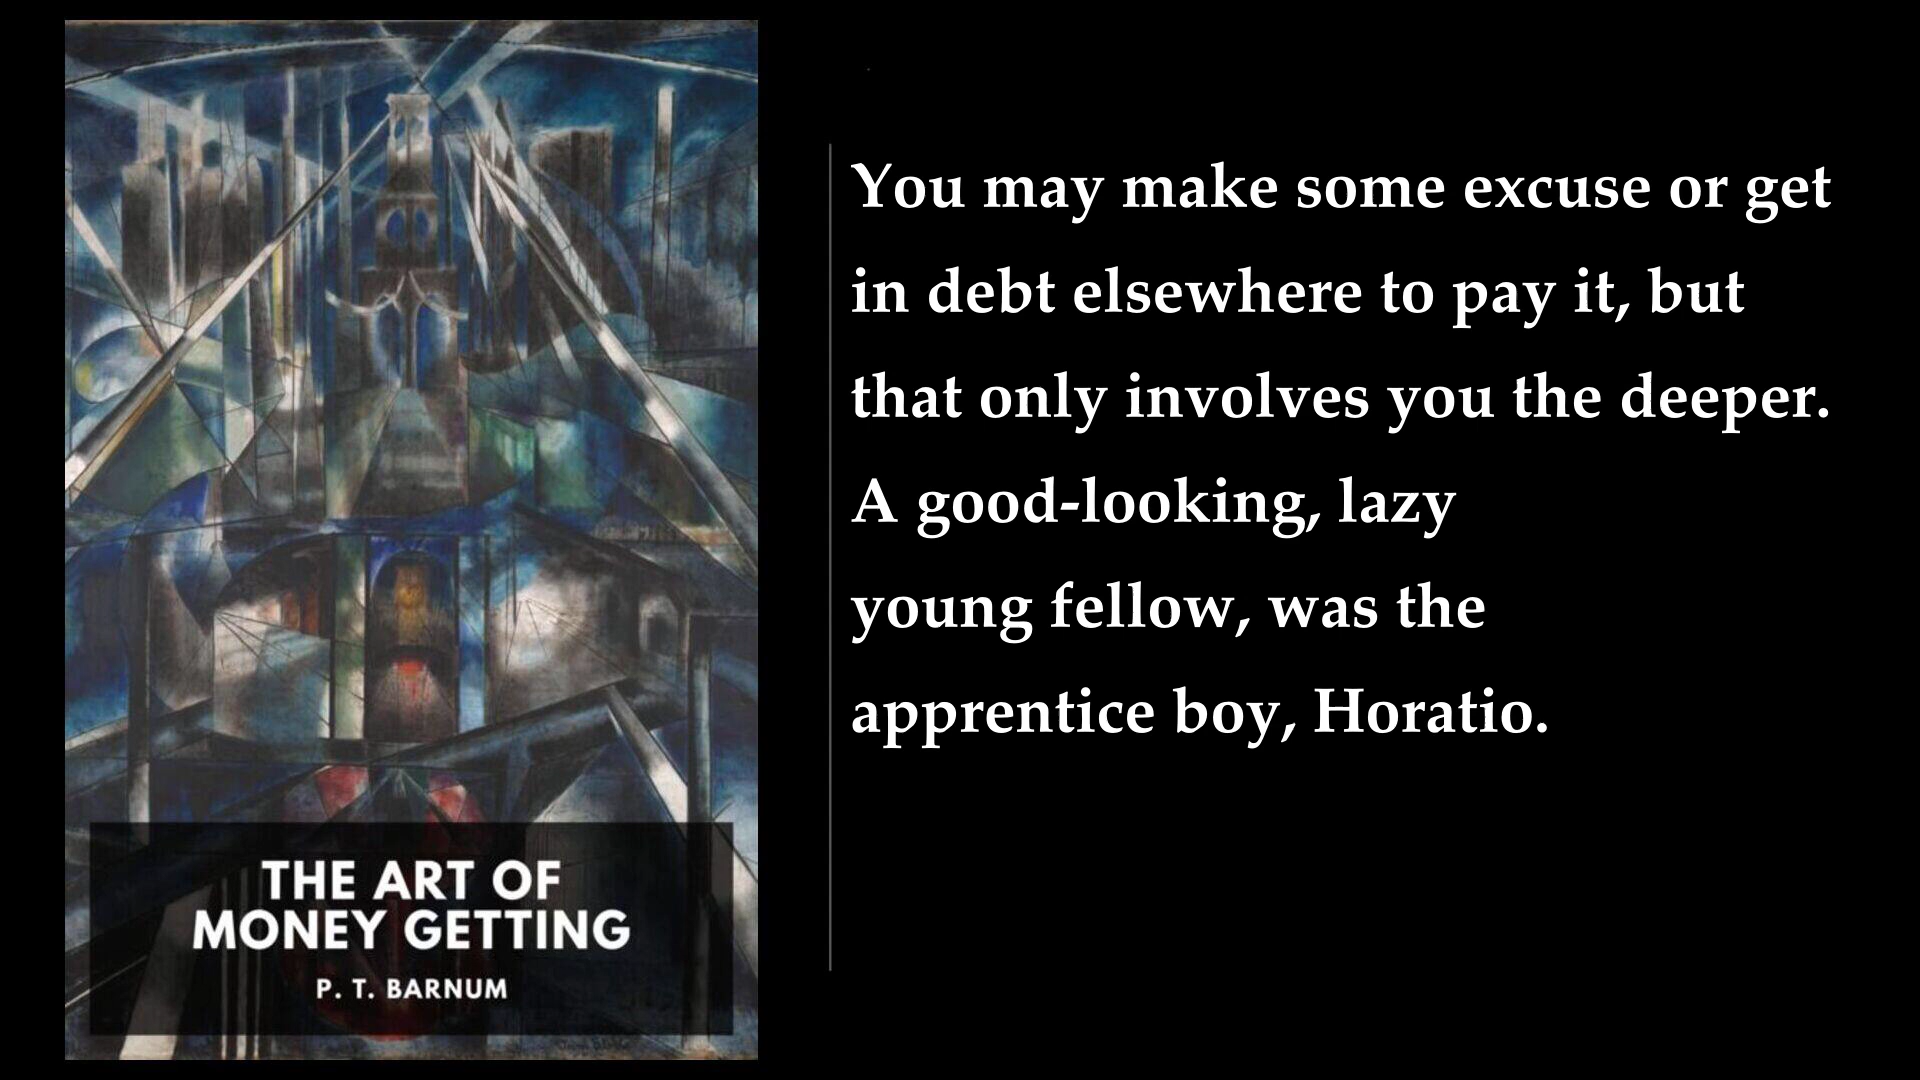 THE ART OF
MONEY GETTING
P. T. BARNUM
You may make some excuse or get
in debt elsewhere to pay it, but
that only involves you the deeper.
A good-looking, lazy
young fellow, was the
apprentice boy, Horatio.